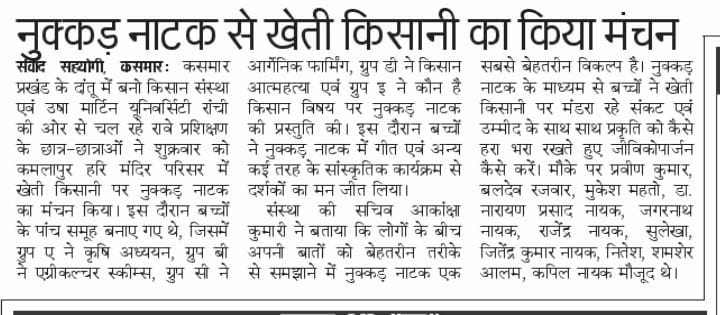 नुक्कड़ नाटक से खेती किसानी का किया मंचन
संवाद सहयोगी, कसमारः कसमार
प्रखंड के दांतू में बनो किसान संस्था
एवं उषा मार्टिन यूनिवर्सिटी रांची
की ओर से चल रहे रावे प्रशिक्षण
के छात्र-छात्राओं ने शुक्रवार को
कमलापुर हरि मंदिर परिसर में
खेती किसानी पर नुक्कड़ नाटक
का मंचन किया। इस दौरान बच्चों
के पांच समूह बनाए गए थे, जिसमें
ग्रुप ए ने कृषि अध्ययन, ग्रुप बी
ने एग्रीकल्चर स्कीम्स, ग्रुप सी ने
आर्गेनिक फार्मिंग, ग्रुप डी ने किसान
आत्महत्या एवं ग्रुप इ ने कौन है
किसान विषय पर नुक्कड़ नाटक
की प्रस्तुति की। इस दौरान बच्चों
ने नुक्कड़ नाटक में गीत एवं अन्य
कई तरह के सांस्कृतिक कार्यक्रम से
दर्शकों का मन जीत लिया।
संस्था की सचिव आकांक्षा
कुमारी ने बताया कि लोगों के बीच
अपनी बातों को बेहतरीन तरीके
से समझाने में नुक्कड़ नाटक एक
सबसे बेहतरीन विकल्प है। नुक्कड़
नाटक के माध्यम से बच्चों ने खेती
किसानी पर मंडरा रहे संकट एवं
उम्मीद के साथ साथ प्रकृति को कैसे
हरा भरा रखते हुए जीविकोपार्जन
कैसे करें। मौके पर प्रवीण कुमार,
बलदेव रजवार, मुकेश महतो, डा.
नारायण प्रसाद नायक, जगरनाथ
नायक, राजेंद्र नायक, सुलेखा,
जितेंद्र कुमार नायक, नितेश, शमशेर
आलम, कपिल नायक मौजूद थे।